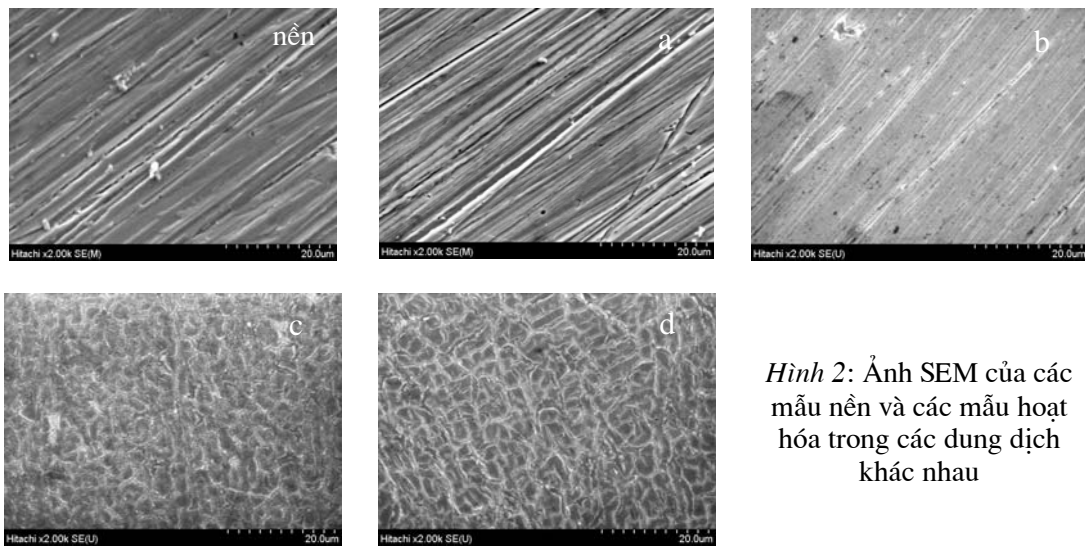 nền
Hitachi x2.00k SE(M) 20.0um
a
Hitachi x2.00k SE(M) 20.0um
b
Hitachi x2.00k SE(U) 20.0um
c
Hitachi x2.00k SE(U) 20.0um
d
Hitachi x2.00k SE(U) 20.0um
Hình 2: Ảnh SEM của các
mẫu nền và các mẫu hoạt
hóa trong các dung dịch
khác nhau